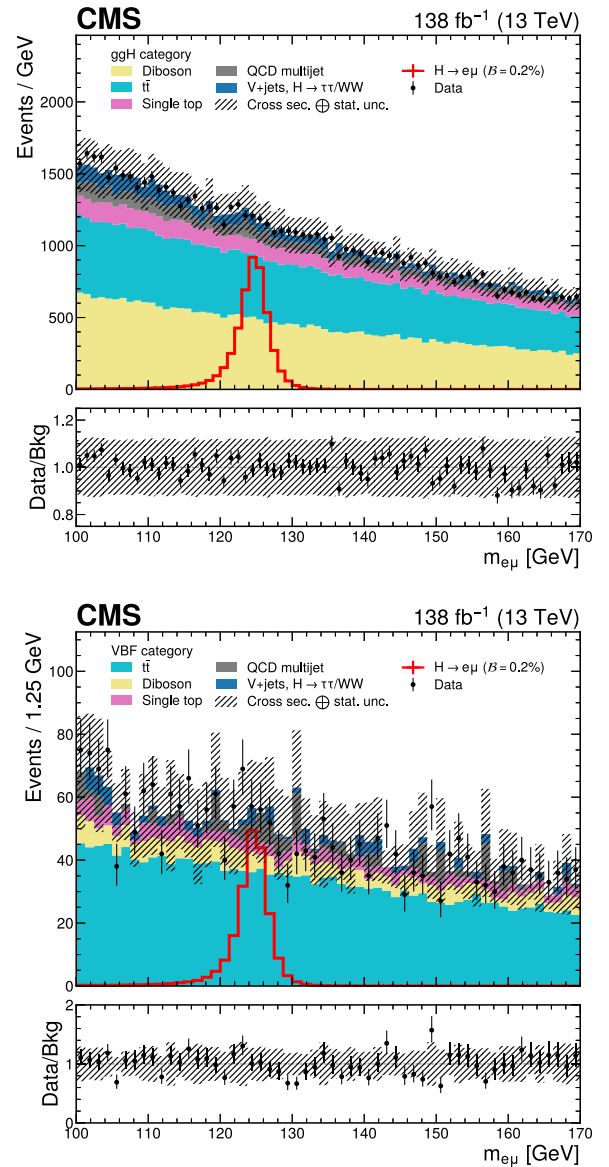 CMS 138 fb⁻¹ (13 TeV)
ggH category
Diboson QCD multijet H → eμ (ℬ = 0.2%)
tt̄ V+jets, H → ττ/WW Data
Single top Cross sec. ⊕ stat. unc.
Events / GeV
2000
1500
1000
500
0
Data/Bkg
1.2
1.0
0.8
100 110 120 130 140 150 160 170
m_eμ [GeV]
CMS 138 fb⁻¹ (13 TeV)
VBF category
tt̄ QCD multijet H → eμ (ℬ = 0.2%)
Diboson V+jets, H → ττ/WW Data
Single top Cross sec. ⊕ stat. unc.
Events / 1.25 GeV
100
80
60
40
20
0
Data/Bkg
2
1
0
100 110 120 130 140 150 160 170
m_eμ [GeV]